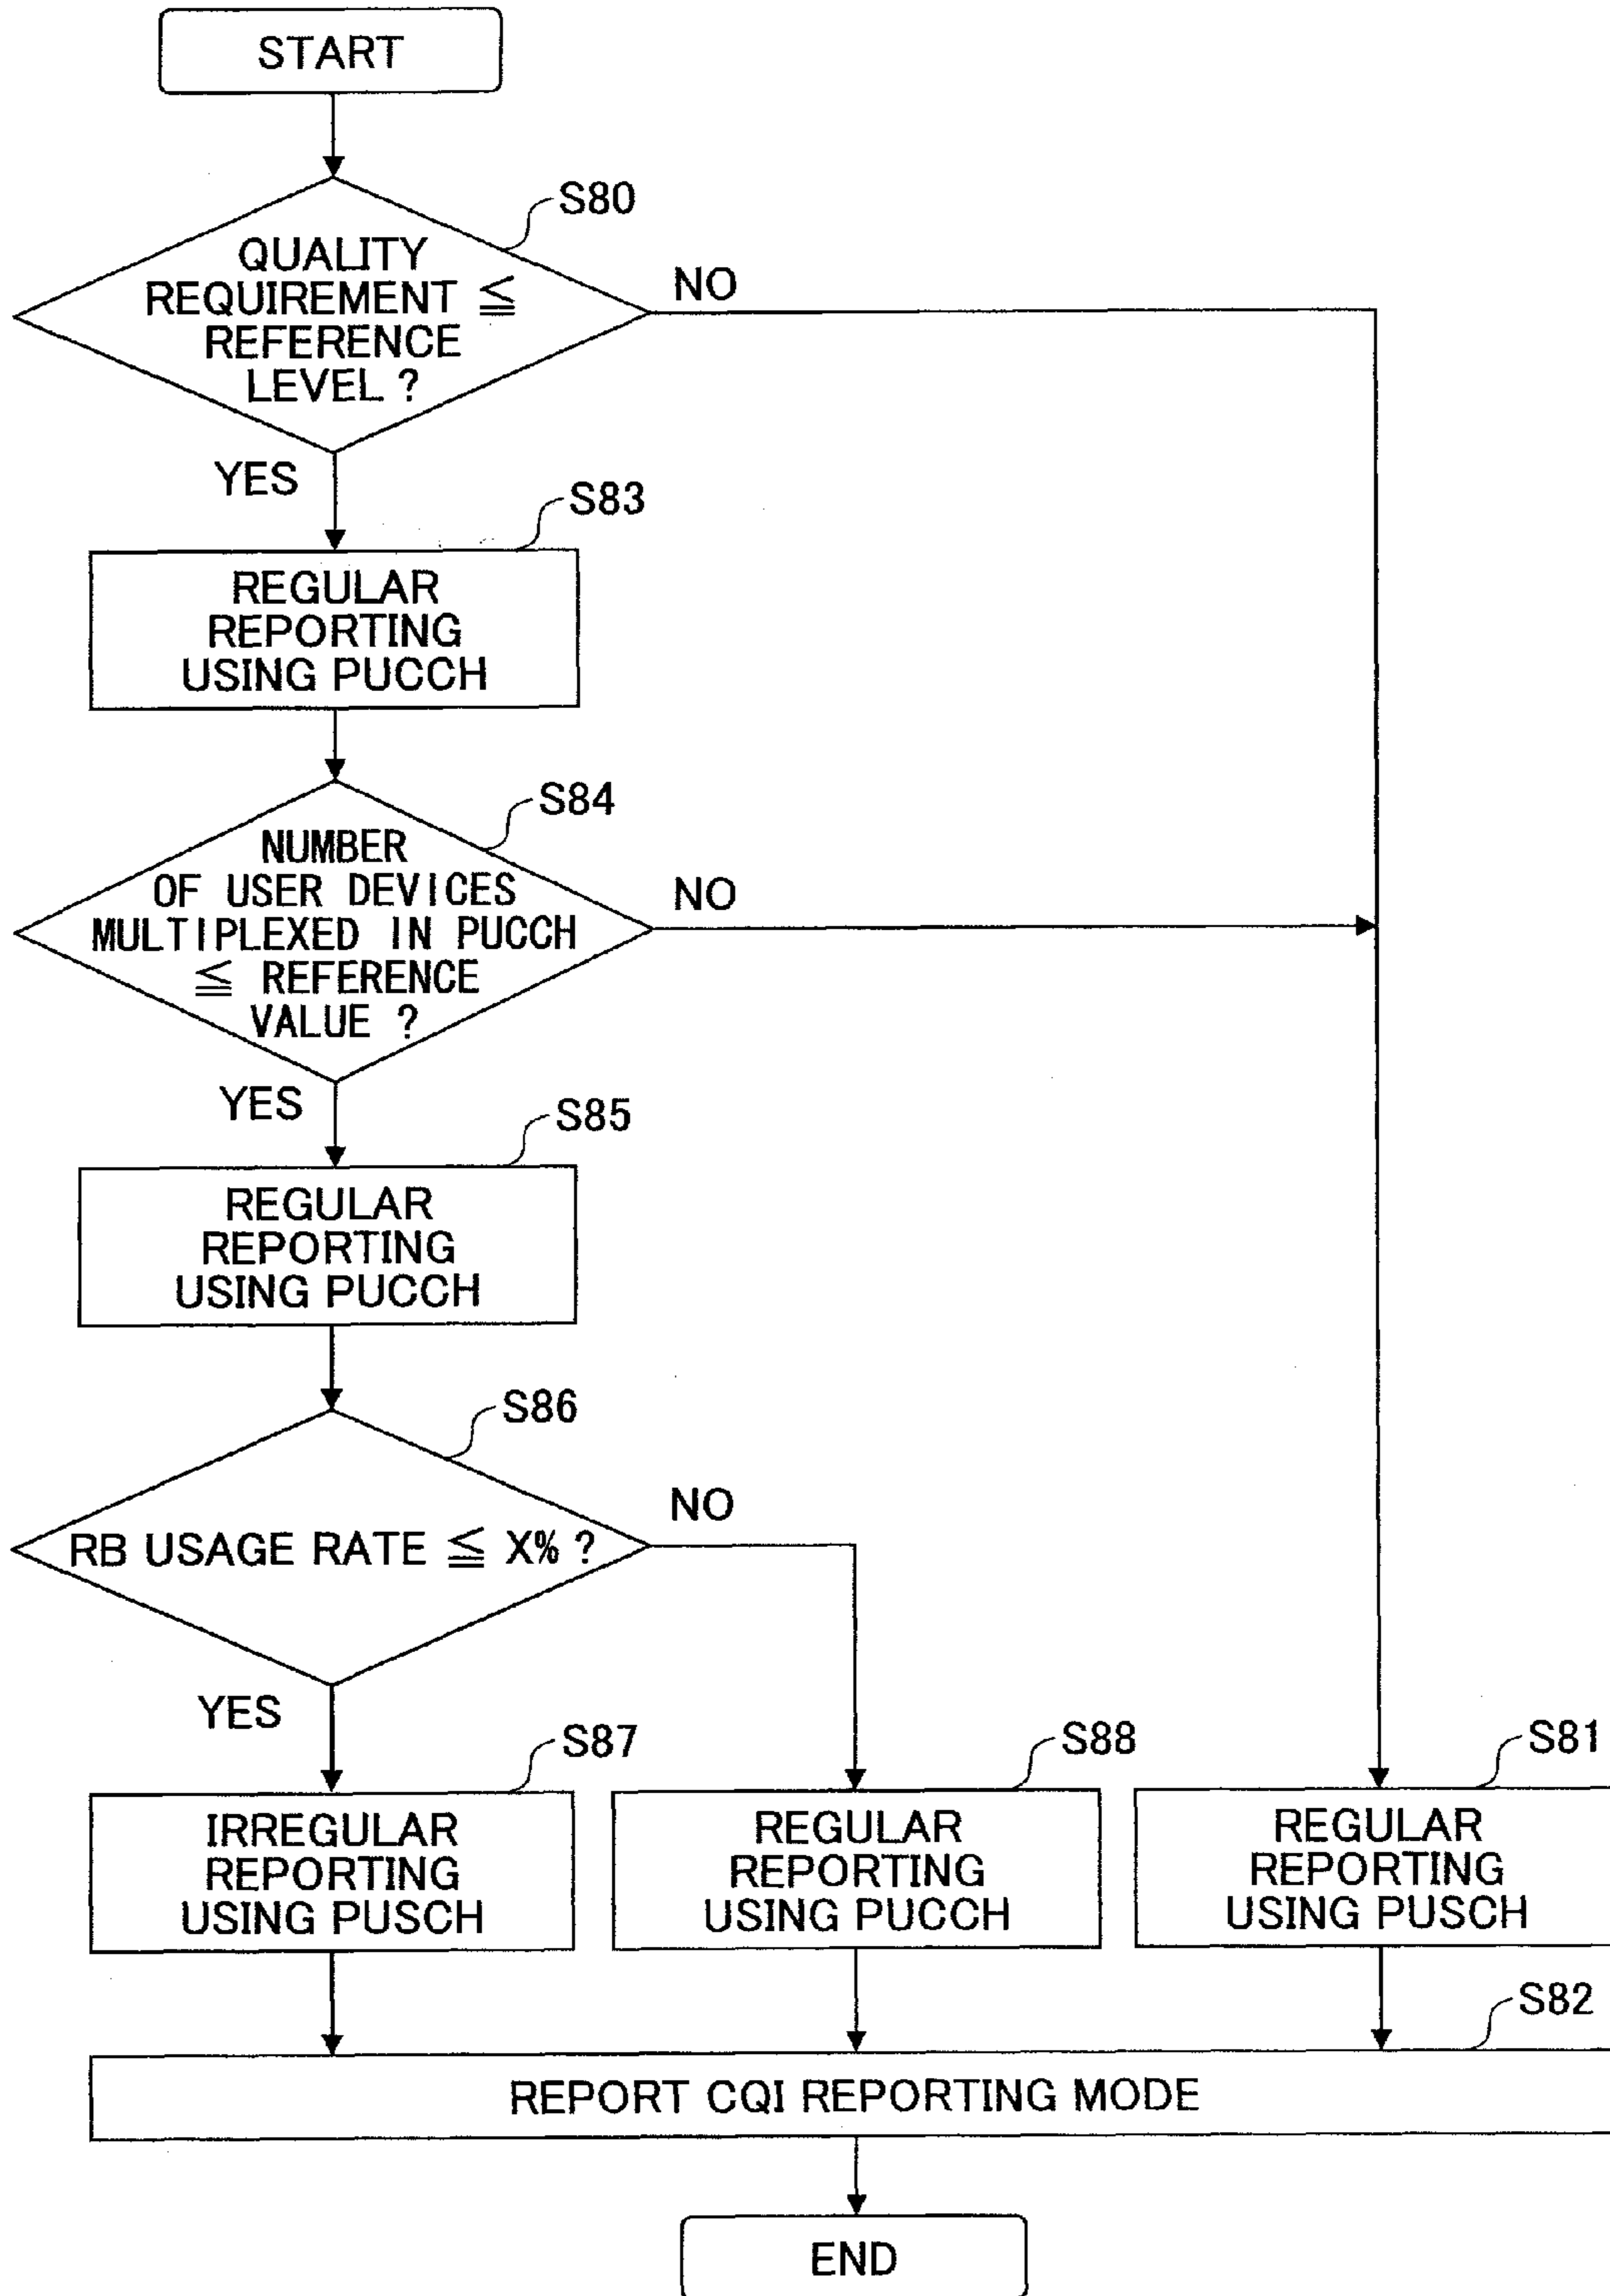 START
S80
QUALITY
REQUIREMENT ≦
REFERENCE
LEVEL ?
NO
YES
S83
REGULAR
REPORTING
USING PUCCH
S84
NUMBER
OF USER DEVICES
MULTIPLEXED IN PUCCH
≦ REFERENCE
VALUE ?
NO
YES
S85
REGULAR
REPORTING
USING PUCCH
S86
RB USAGE RATE ≦ X% ?
NO
YES
S87
IRREGULAR
REPORTING
USING PUSCH
S88
REGULAR
REPORTING
USING PUCCH
S81
REGULAR
REPORTING
USING PUSCH
S82
REPORT CQI REPORTING MODE
END